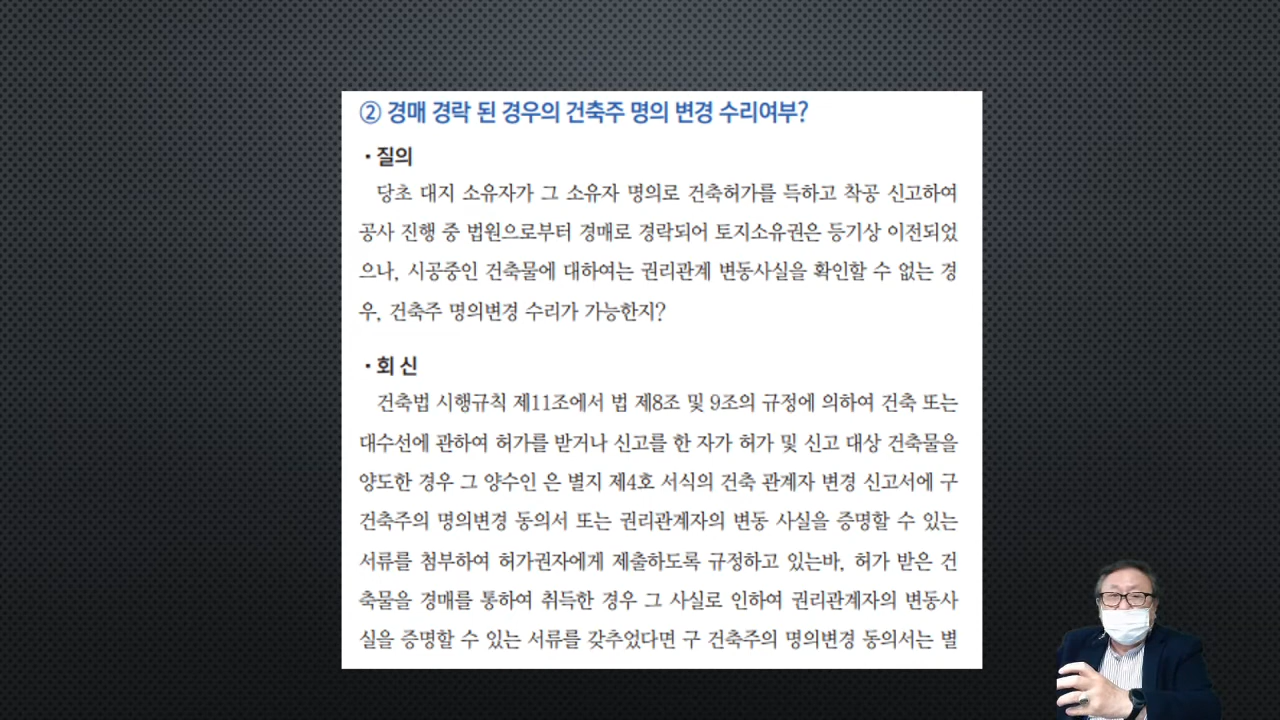 ② 경매 경락 된 경우의 건축주 명의 변경 수리여부?
・질의
당초 대지 소유자가 그 소유자 명의로 건축허가를 득하고 착공 신고하여
공사 진행 중 법원으로부터 경매로 경락되어 토지소유권은 등기상 이전되었
으나, 시공중인 건축물에 대하여는 권리관계 변동사실을 확인할 수 없는 경
우, 건축주 명의변경 수리가 가능한지?
・회 신
건축법 시행규칙 제11조에서 법 제8조 및 9조의 규정에 의하여 건축 또는
대수선에 관하여 허가를 받거나 신고를 한 자가 허가 및 신고 대상 건축물을
양도한 경우 그 양수인 은 별지 제4호 서식의 건축 관계자 변경 신고서에 구
건축주의 명의변경 동의서 또는 권리관계자의 변동 사실을 증명할 수 있는
서류를 첨부하여 허가권자에게 제출하도록 규정하고 있는바, 허가 받은 건
축물을 경매를 통하여 취득한 경우 그 사실로 인하여 권리관계자의 변동사
실을 증명할 수 있는 서류를 갖추었다면 구 건축주의 명의변경 동의서는 별